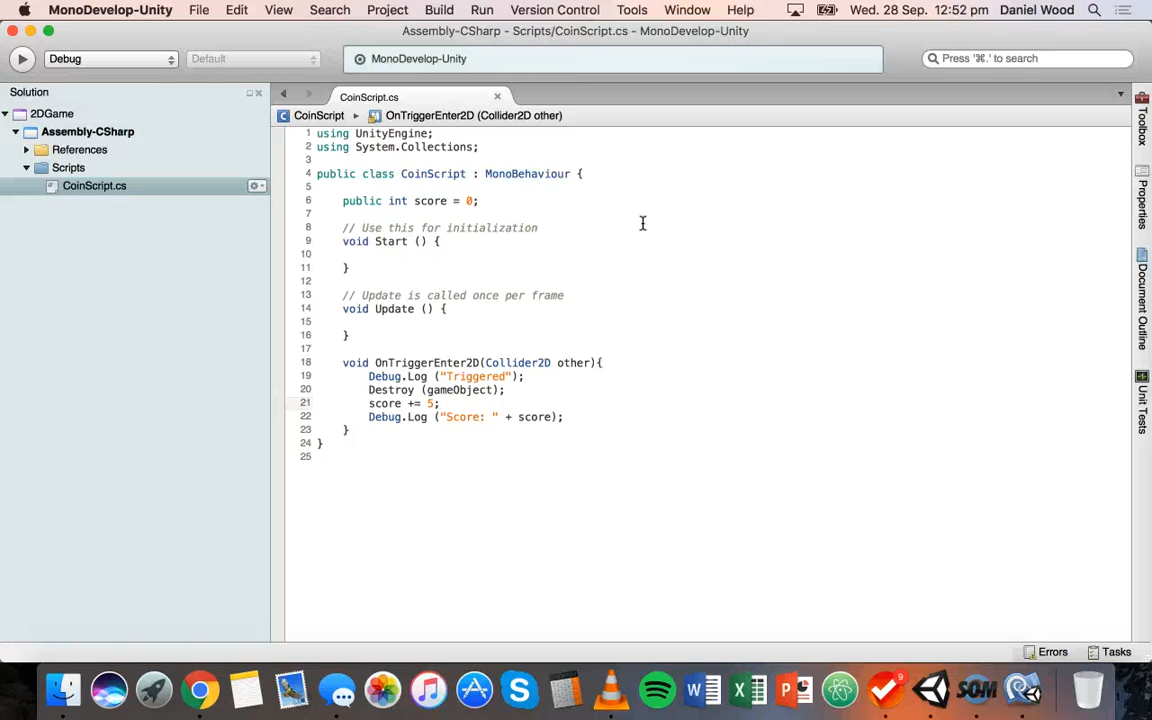 MonoDevelop-Unity File Edit View Search Project Build Run Version Control Tools Window Help Wed. 28 Sep. 12:52 pm Daniel Wood
Assembly-CSharp - Scripts/CoinScript.cs - MonoDevelop-Unity
Debug Default MonoDevelop-Unity Press '⌘.' to search
Solution
2DGame
Assembly-CSharp
References
Scripts
CoinScript.cs
CoinScript.cs
CoinScript ▸ OnTriggerEnter2D (Collider2D other)
1 using UnityEngine;
2 using System.Collections;
3
4 public class CoinScript : MonoBehaviour {
5
6 public int score = 0;
7
8 // Use this for initialization
9 void Start () {
10
11 }
12
13 // Update is called once per frame
14 void Update () {
15
16 }
17
18 void OnTriggerEnter2D(Collider2D other){
19 Debug.Log ("Triggered");
20 Destroy (gameObject);
21 score += 5;
22 Debug.Log ("Score: " + score);
23 }
24 }
25
Toolbox
Properties
Document Outline
Unit Tests
Errors Tasks
9
SOM